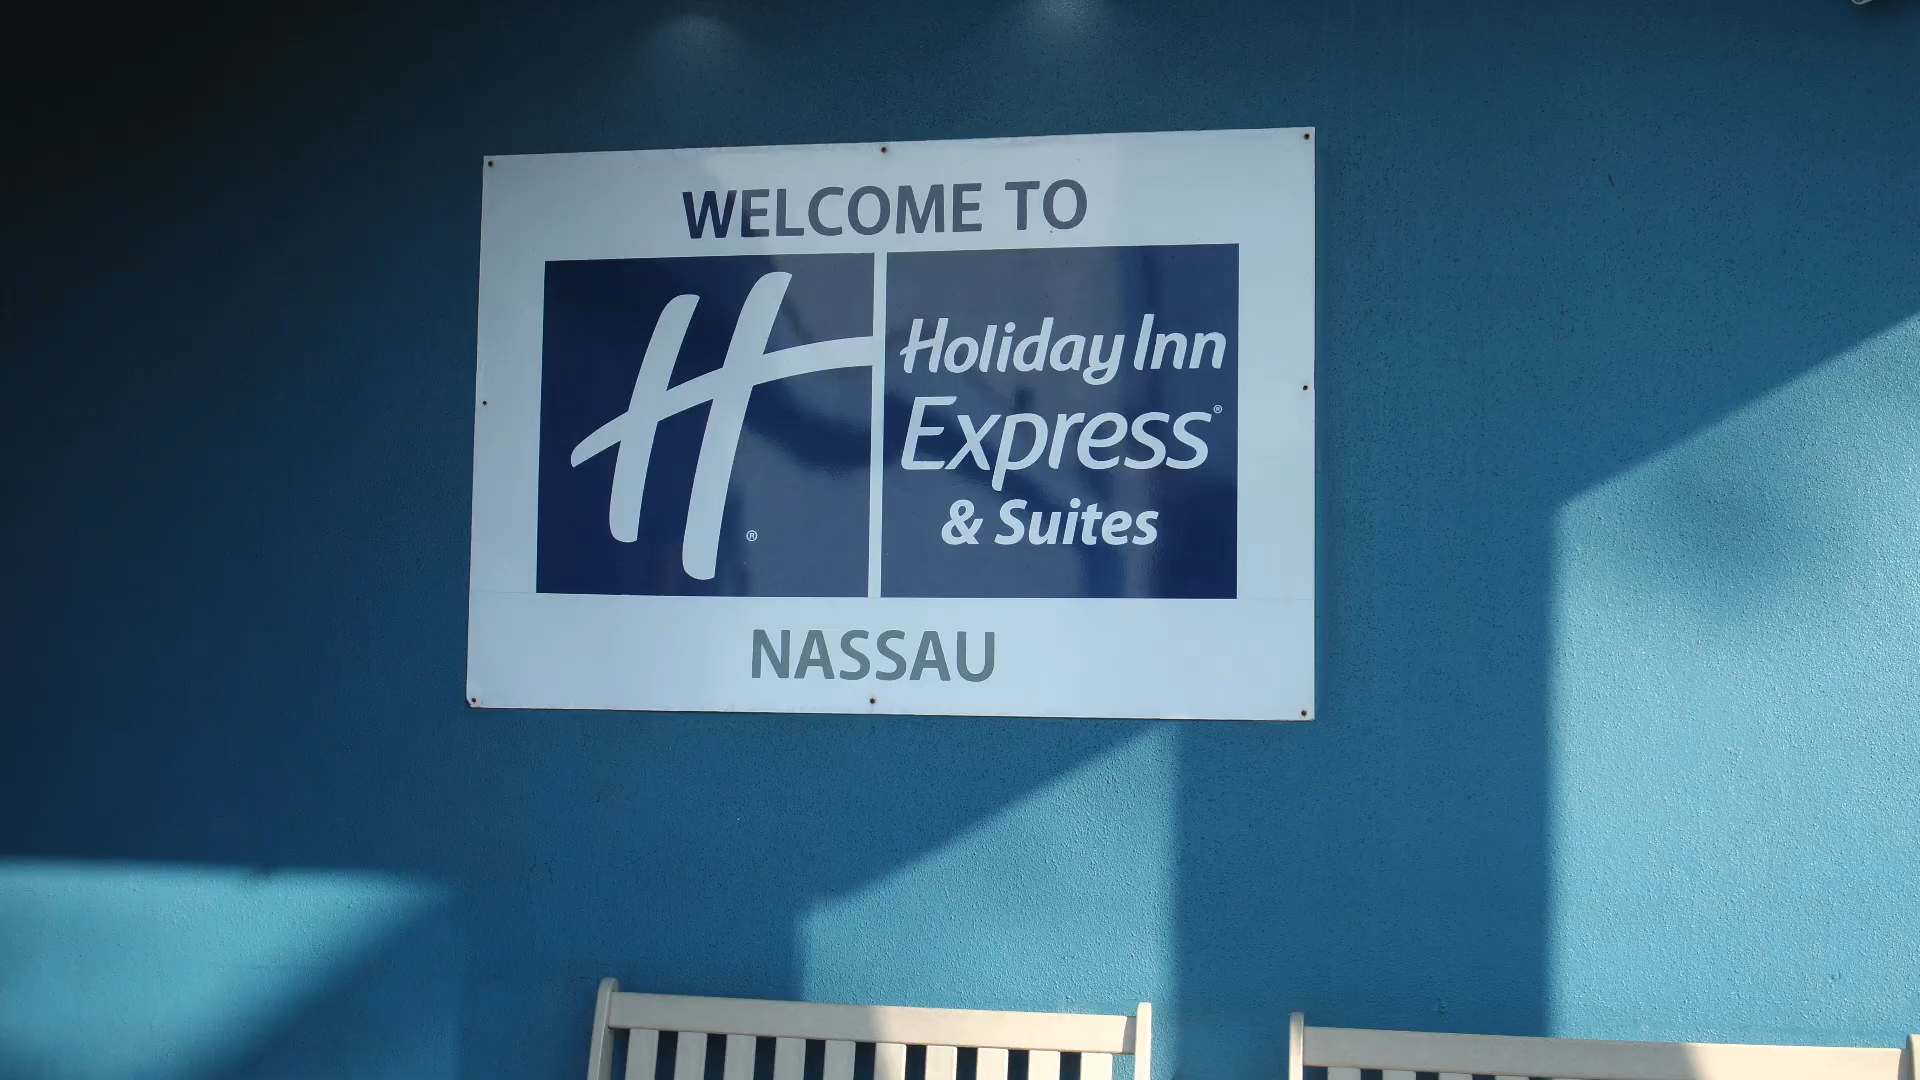 WELCOME TO
H®
Holiday Inn
Express®
& Suites
NASSAU